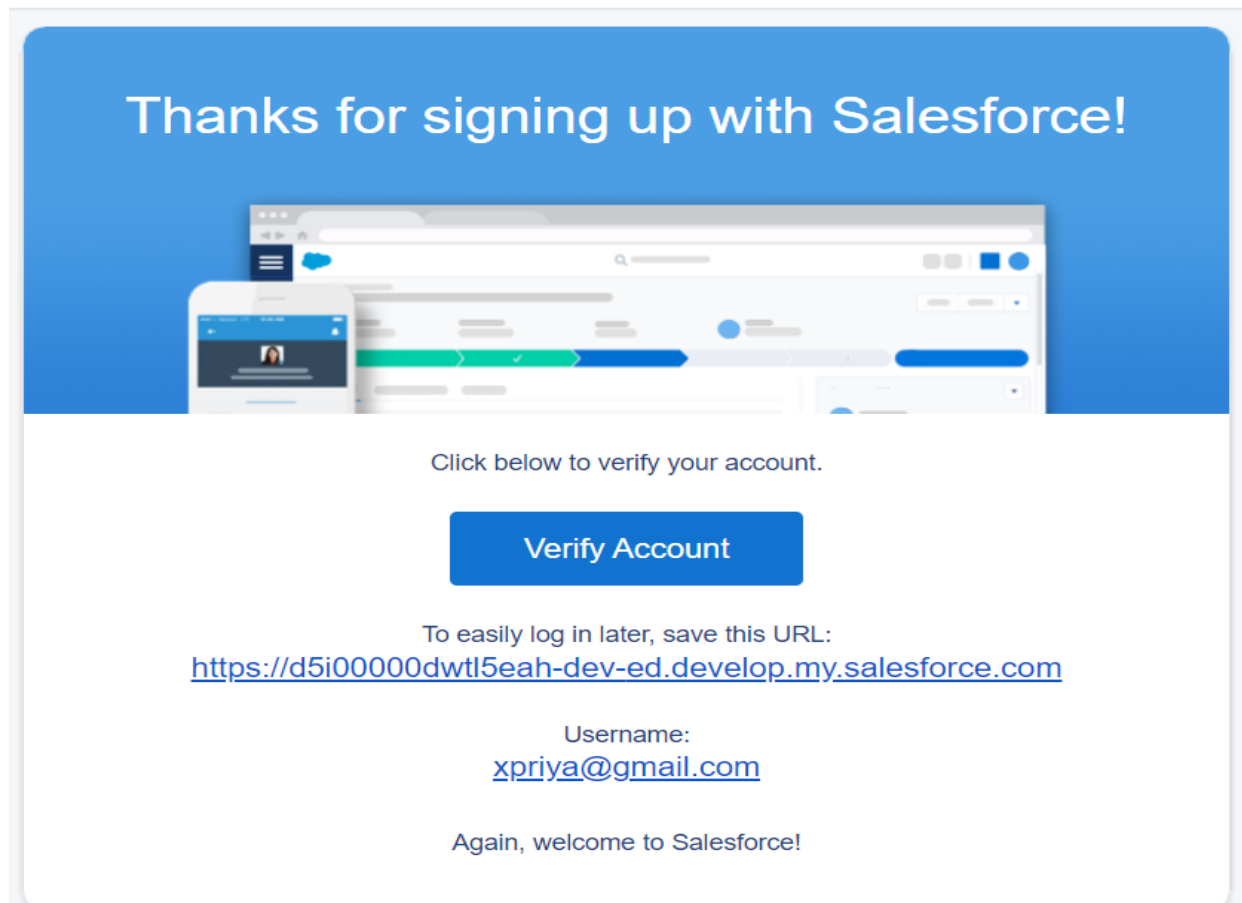 Thanks for signing up with Salesforce!
Click below to verify your account.
Verify Account
To easily log in later, save this URL:
https://d5i00000dwtl5eah-dev-ed.develop.my.salesforce.com
Username:
xpriya@gmail.com
Again, welcome to Salesforce!